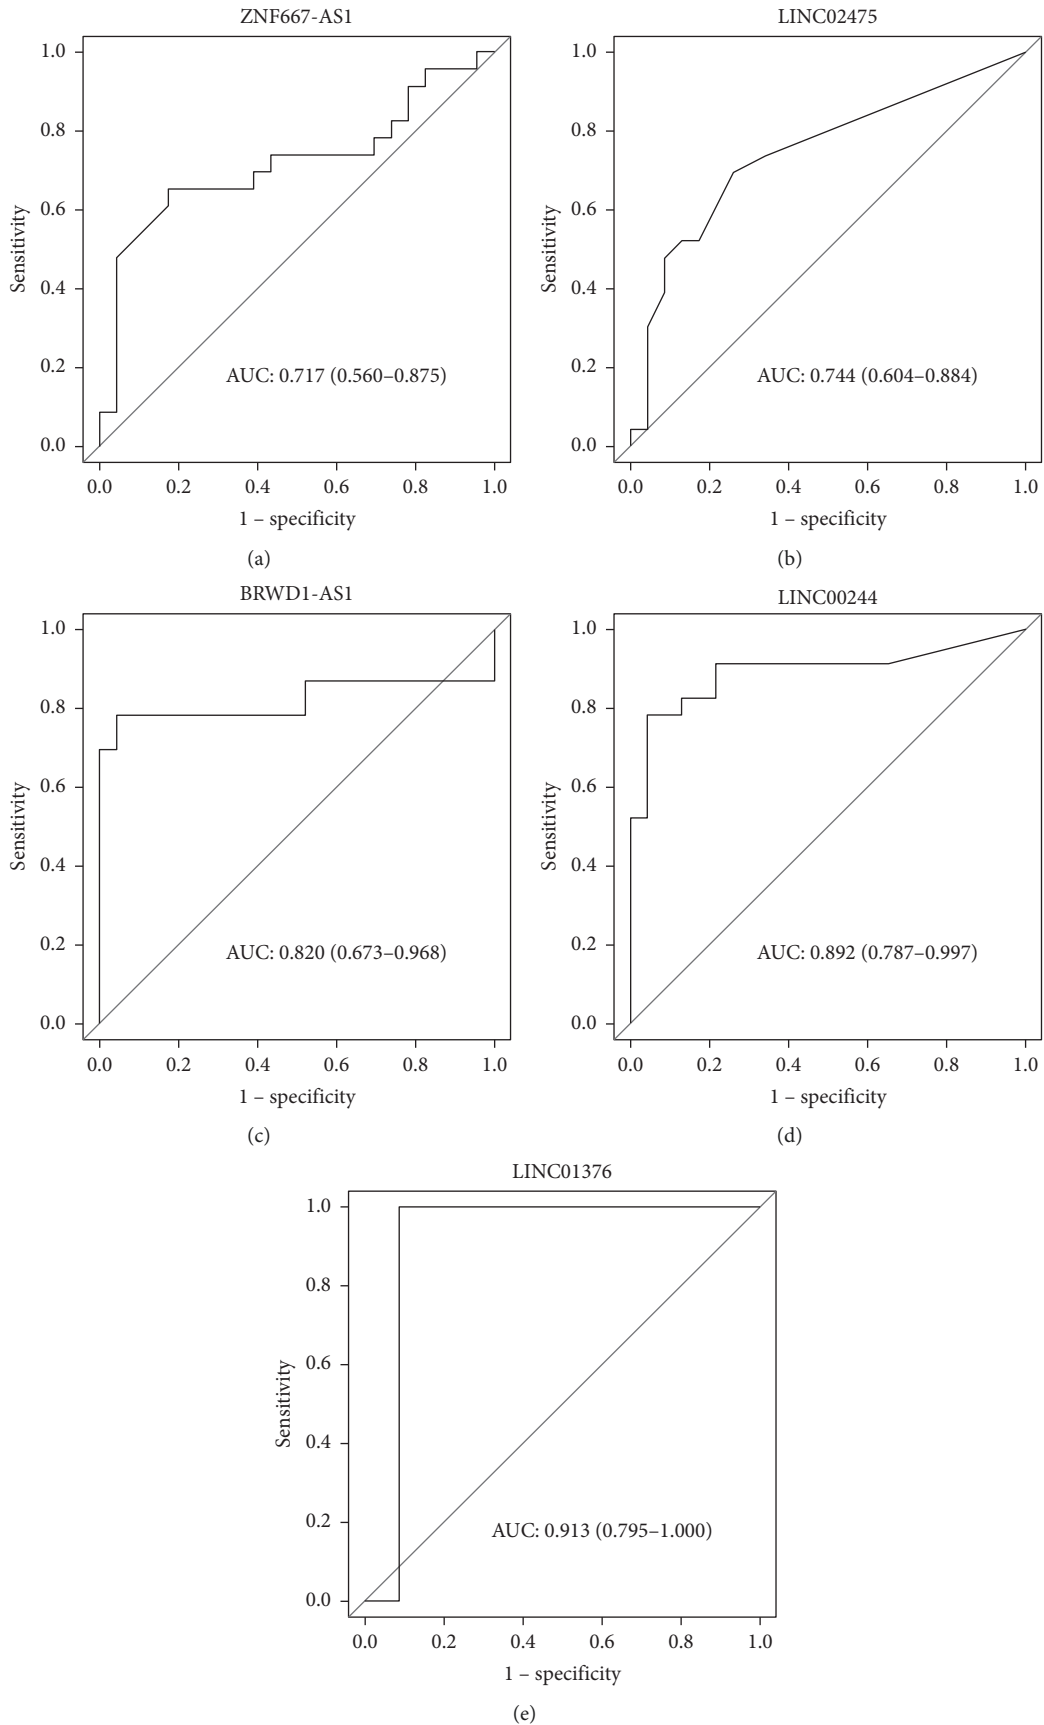 ZNF667-AS1
1.0
0.8
0.6
0.4
0.2
0.0
Sensitivity
AUC: 0.717 (0.560–0.875)
0.0 0.2 0.4 0.6 0.8 1.0
1 – specificity
(a)
LINC02475
1.0
0.8
0.6
0.4
0.2
0.0
Sensitivity
AUC: 0.744 (0.604–0.884)
0.0 0.2 0.4 0.6 0.8 1.0
1 – specificity
(b)
BRWD1-AS1
1.0
0.8
0.6
0.4
0.2
0.0
Sensitivity
AUC: 0.820 (0.673–0.968)
0.0 0.2 0.4 0.6 0.8 1.0
1 – specificity
(c)
LINC00244
1.0
0.8
0.6
0.4
0.2
0.0
Sensitivity
AUC: 0.892 (0.787–0.997)
0.0 0.2 0.4 0.6 0.8 1.0
1 – specificity
(d)
LINC01376
1.0
0.8
0.6
0.4
0.2
0.0
Sensitivity
AUC: 0.913 (0.795–1.000)
0.0 0.2 0.4 0.6 0.8 1.0
1 – specificity
(e)